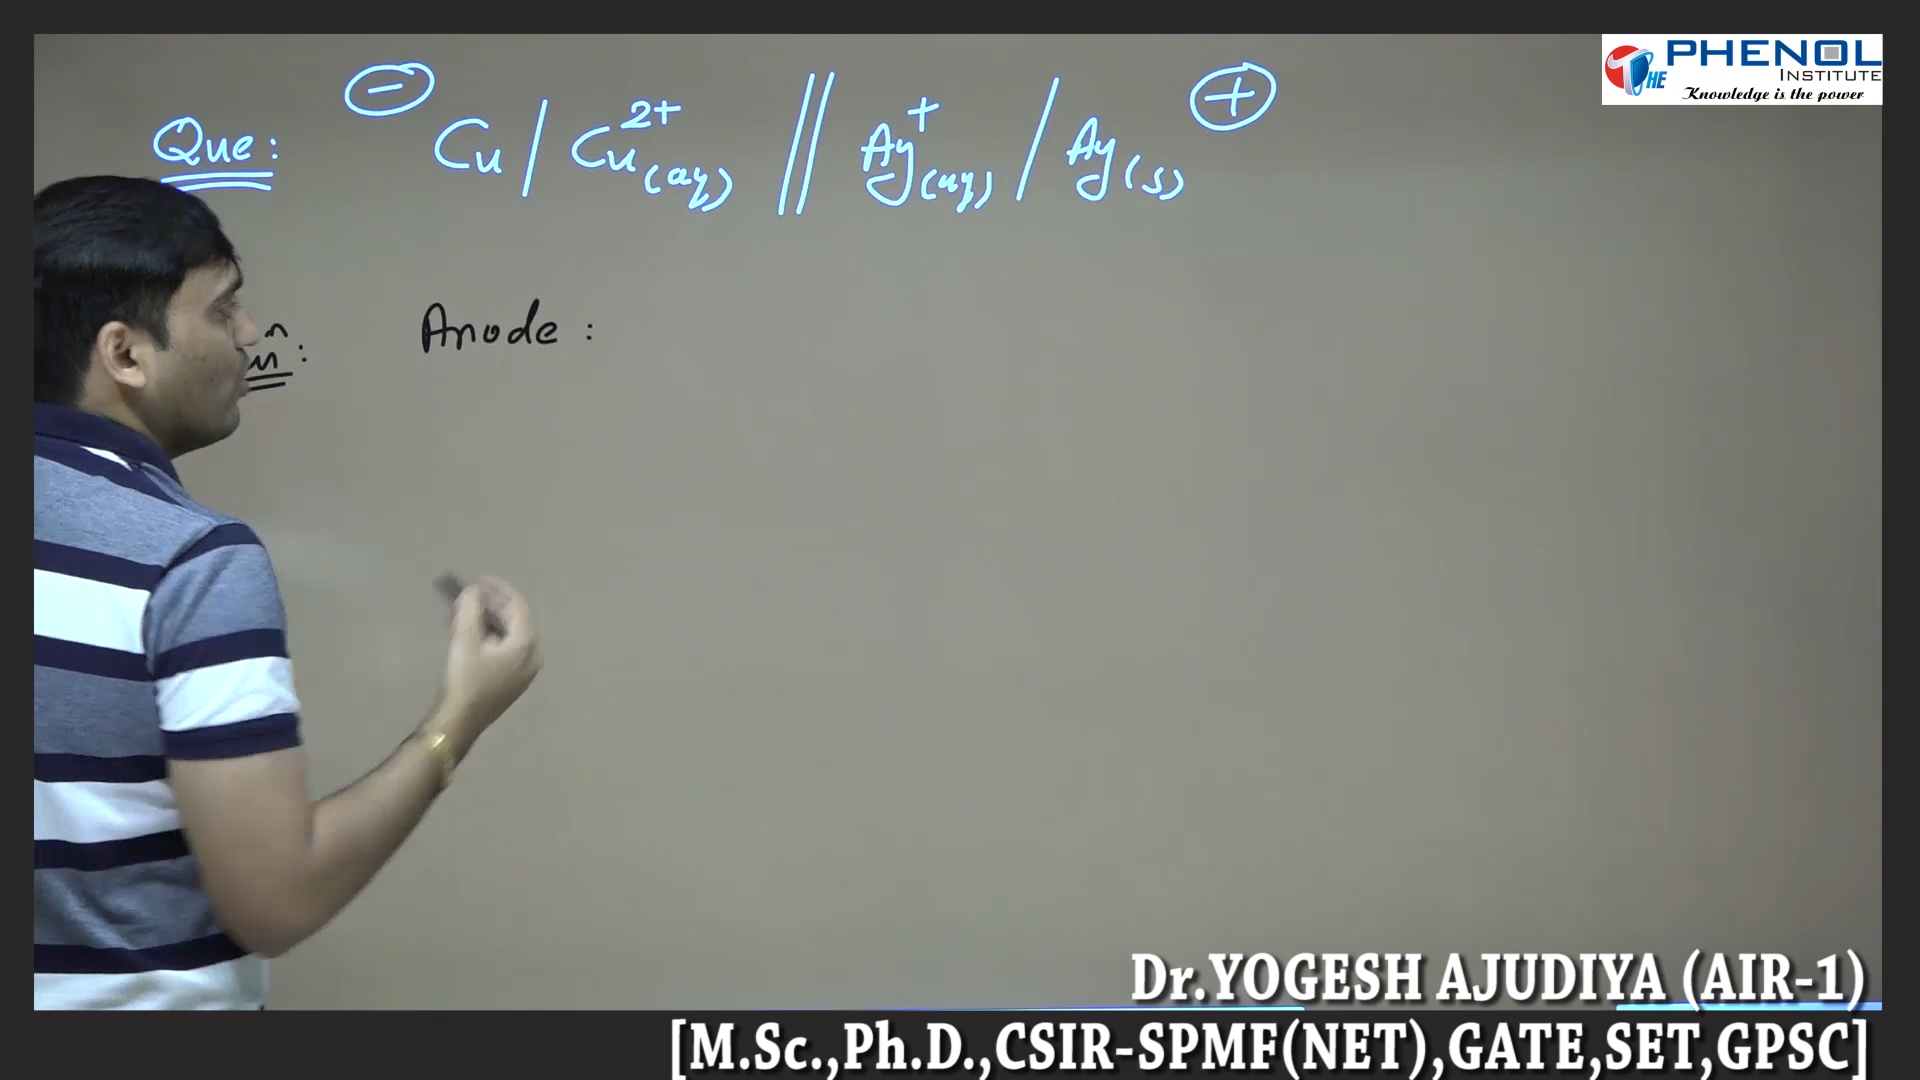 PHENOL
THE
INSTITUTE
Knowledge is the power
Que: ⊖ Cu / Cu²⁺(aq) // Ag⁺(aq) / Ag(s) ⊕
Anode :
Dr.YOGESH AJUDIYA (AIR-1)
[M.Sc.,Ph.D.,CSIR-SPMF(NET),GATE,SET,GPSC]